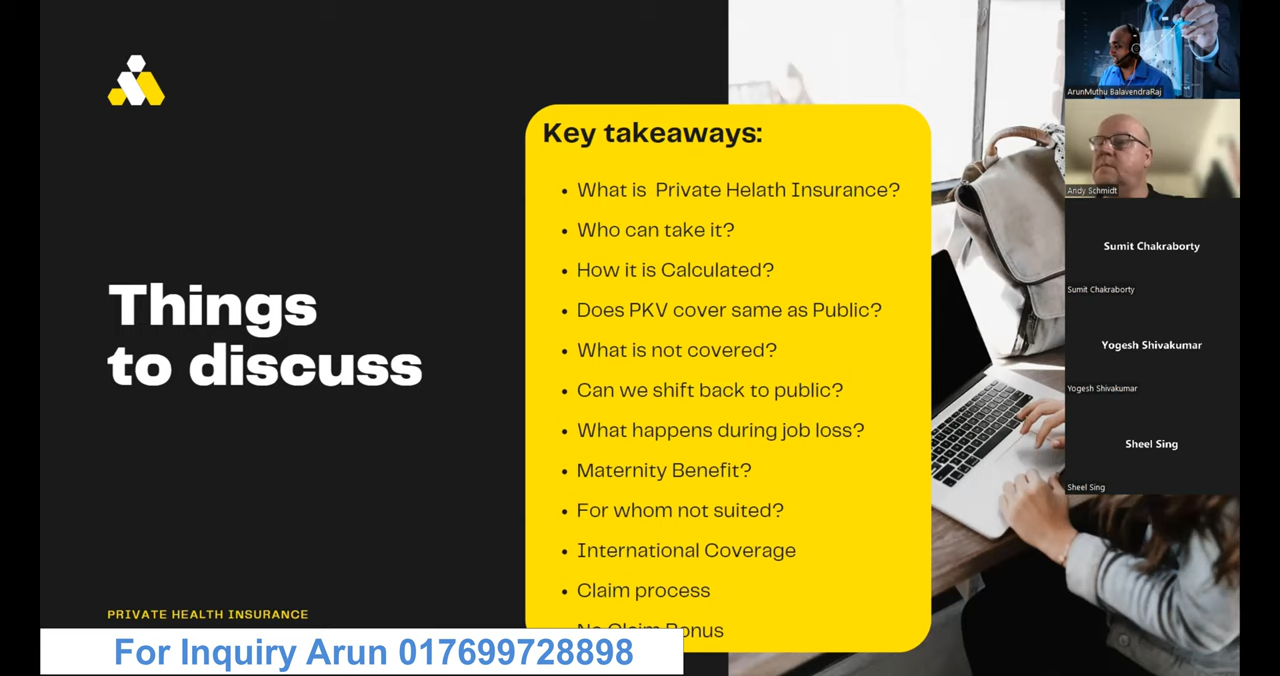 Things
to discuss
PRIVATE HEALTH INSURANCE
Key takeaways:
• What is Private Helath Insurance?
• Who can take it?
• How it is Calculated?
• Does PKV cover same as Public?
• What is not covered?
• Can we shift back to public?
• What happens during job loss?
• Maternity Benefit?
• For whom not suited?
• International Coverage
• Claim process
No Claim Bonus
For Inquiry Arun 017699728898
ArunMuthu BalavendraRaj
Andy Schmidt
Sumit Chakraborty
Sumit Chakraborty
Yogesh Shivakumar
Yogesh Shivakumar
Sheel Sing
Sheel Sing